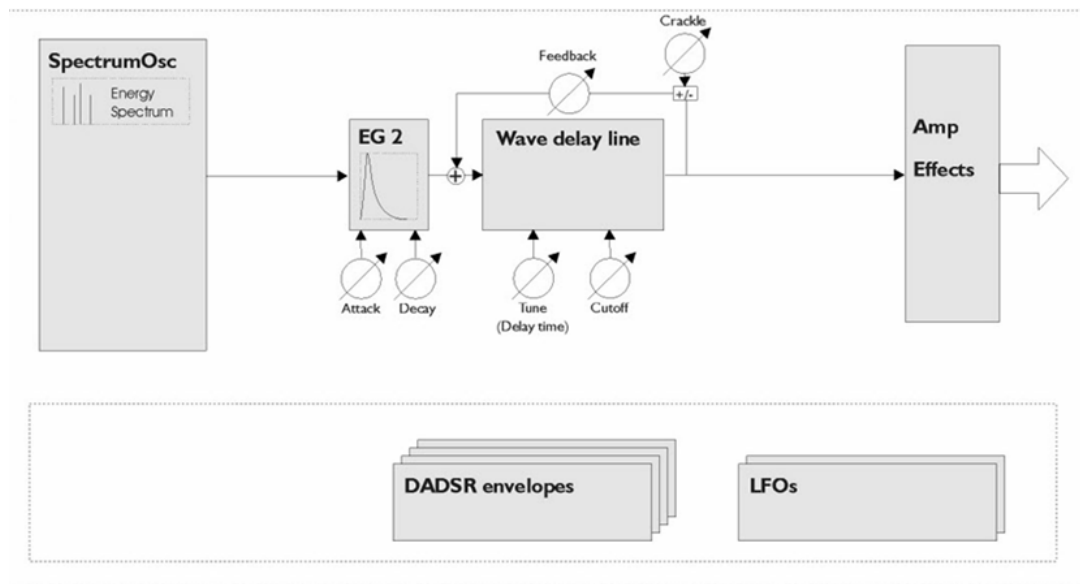 Crackle
SpectrumOsc
Energy
Spectrum
Feedback
+/-
EG 2
+
Wave delay line
Amp
Effects
Attack
Decay
Tune
(Delay time)
Cutoff
DADSR envelopes
LFOs